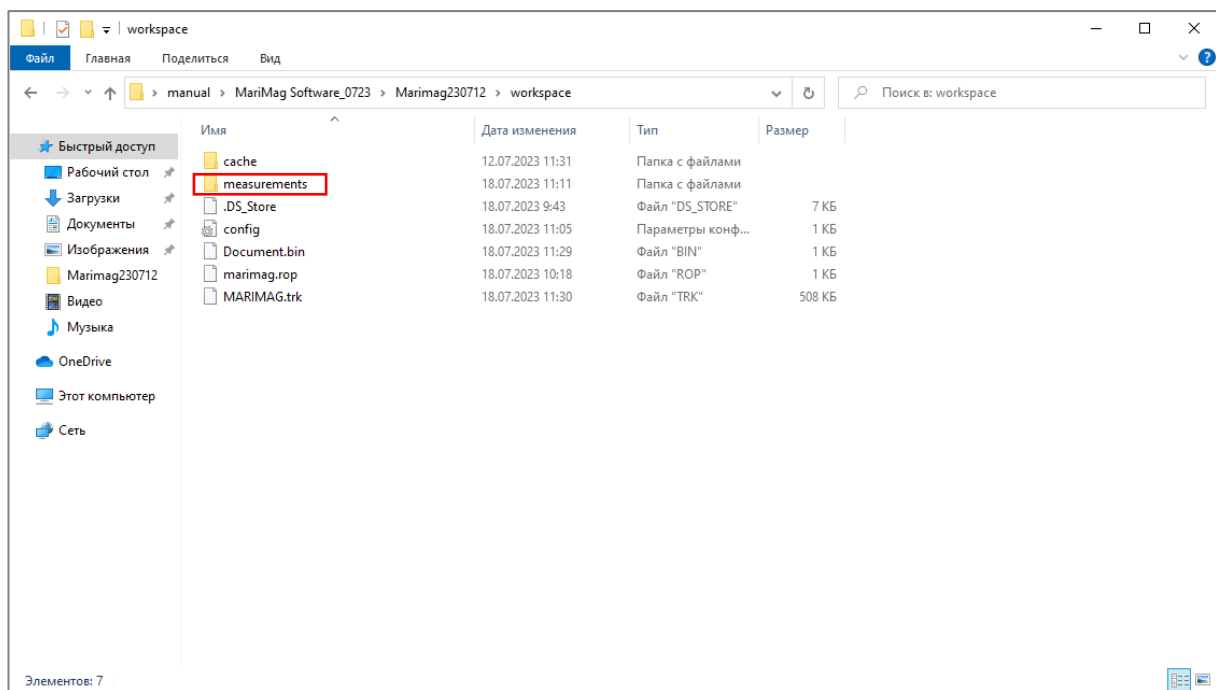 workspace
Файл Главная Поделиться Вид
manual MariMag Software_0723 Marimag230712 workspace Поиск в: workspace
Имя Дата изменения Тип Размер
Быстрый доступ
Рабочий стол
Загрузки
Документы
Изображения
Marimag230712
Видео
Музыка
OneDrive
Этот компьютер
Сеть
cache 12.07.2023 11:31 Папка с файлами
measurements 18.07.2023 11:11 Папка с файлами
.DS_Store 18.07.2023 9:43 Файл "DS_STORE" 7 КБ
config 18.07.2023 11:05 Параметры конф... 1 КБ
Document.bin 18.07.2023 11:29 Файл "BIN" 1 КБ
marimag.rop 18.07.2023 10:18 Файл "ROP" 1 КБ
MARIMAG.trk 18.07.2023 11:30 Файл "TRK" 508 КБ
Элементов: 7